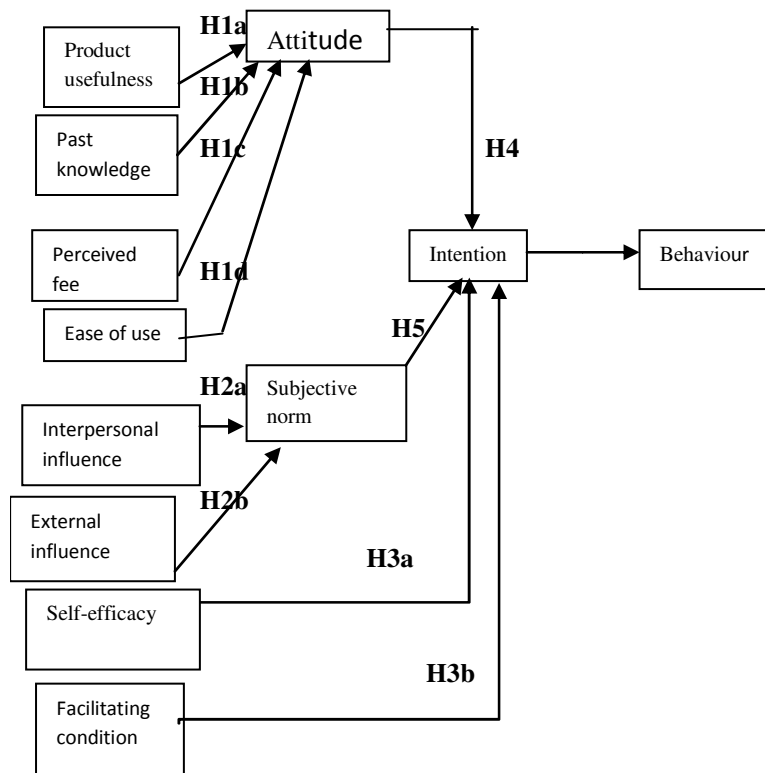 H1a
Attitude
Product
usefulness
H1b
Past
knowledge
H1c
H4
Perceived
fee
H1d
Intention
Behaviour
Ease of use
H5
H2a
Subjective
norm
Interpersonal
influence
H2b
External
influence
H3a
Self-efficacy
H3b
Facilitating
condition